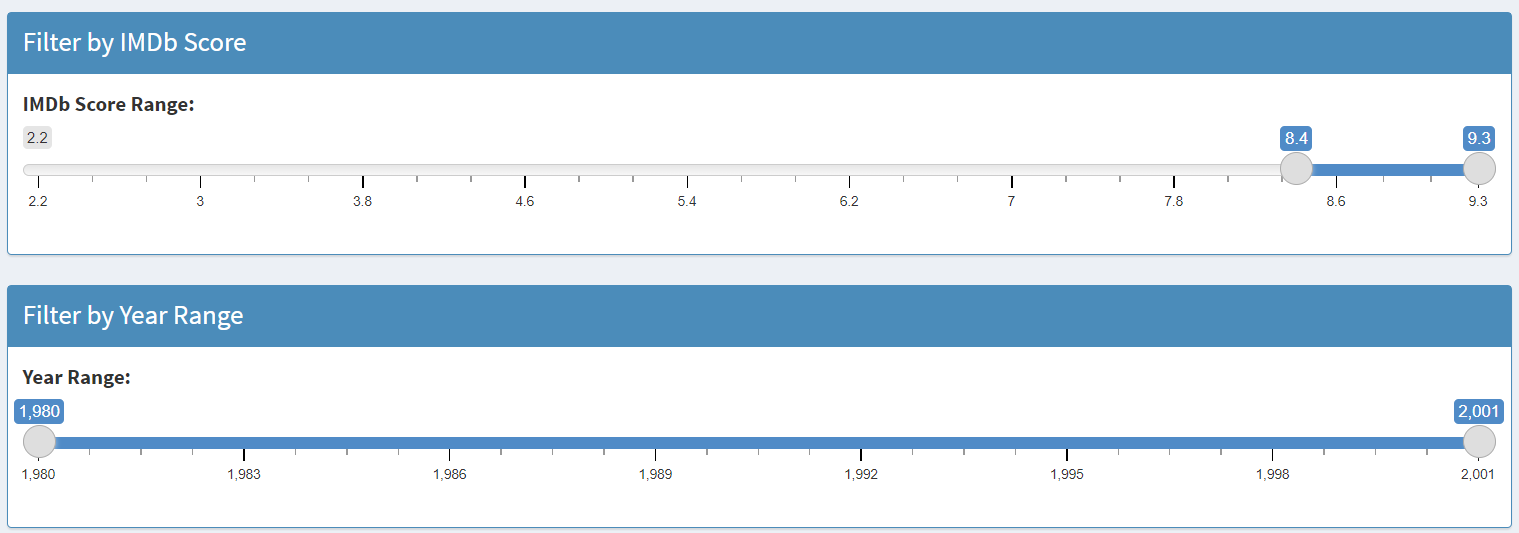 Filter by IMDb Score
IMDb Score Range:
2.2 8.4 9.3
2.2 3 3.8 4.6 5.4 6.2 7 7.8 8.6 9.3
Filter by Year Range
Year Range:
1,980 2,001
1,980 1,983 1,986 1,989 1,992 1,995 1,998 2,001